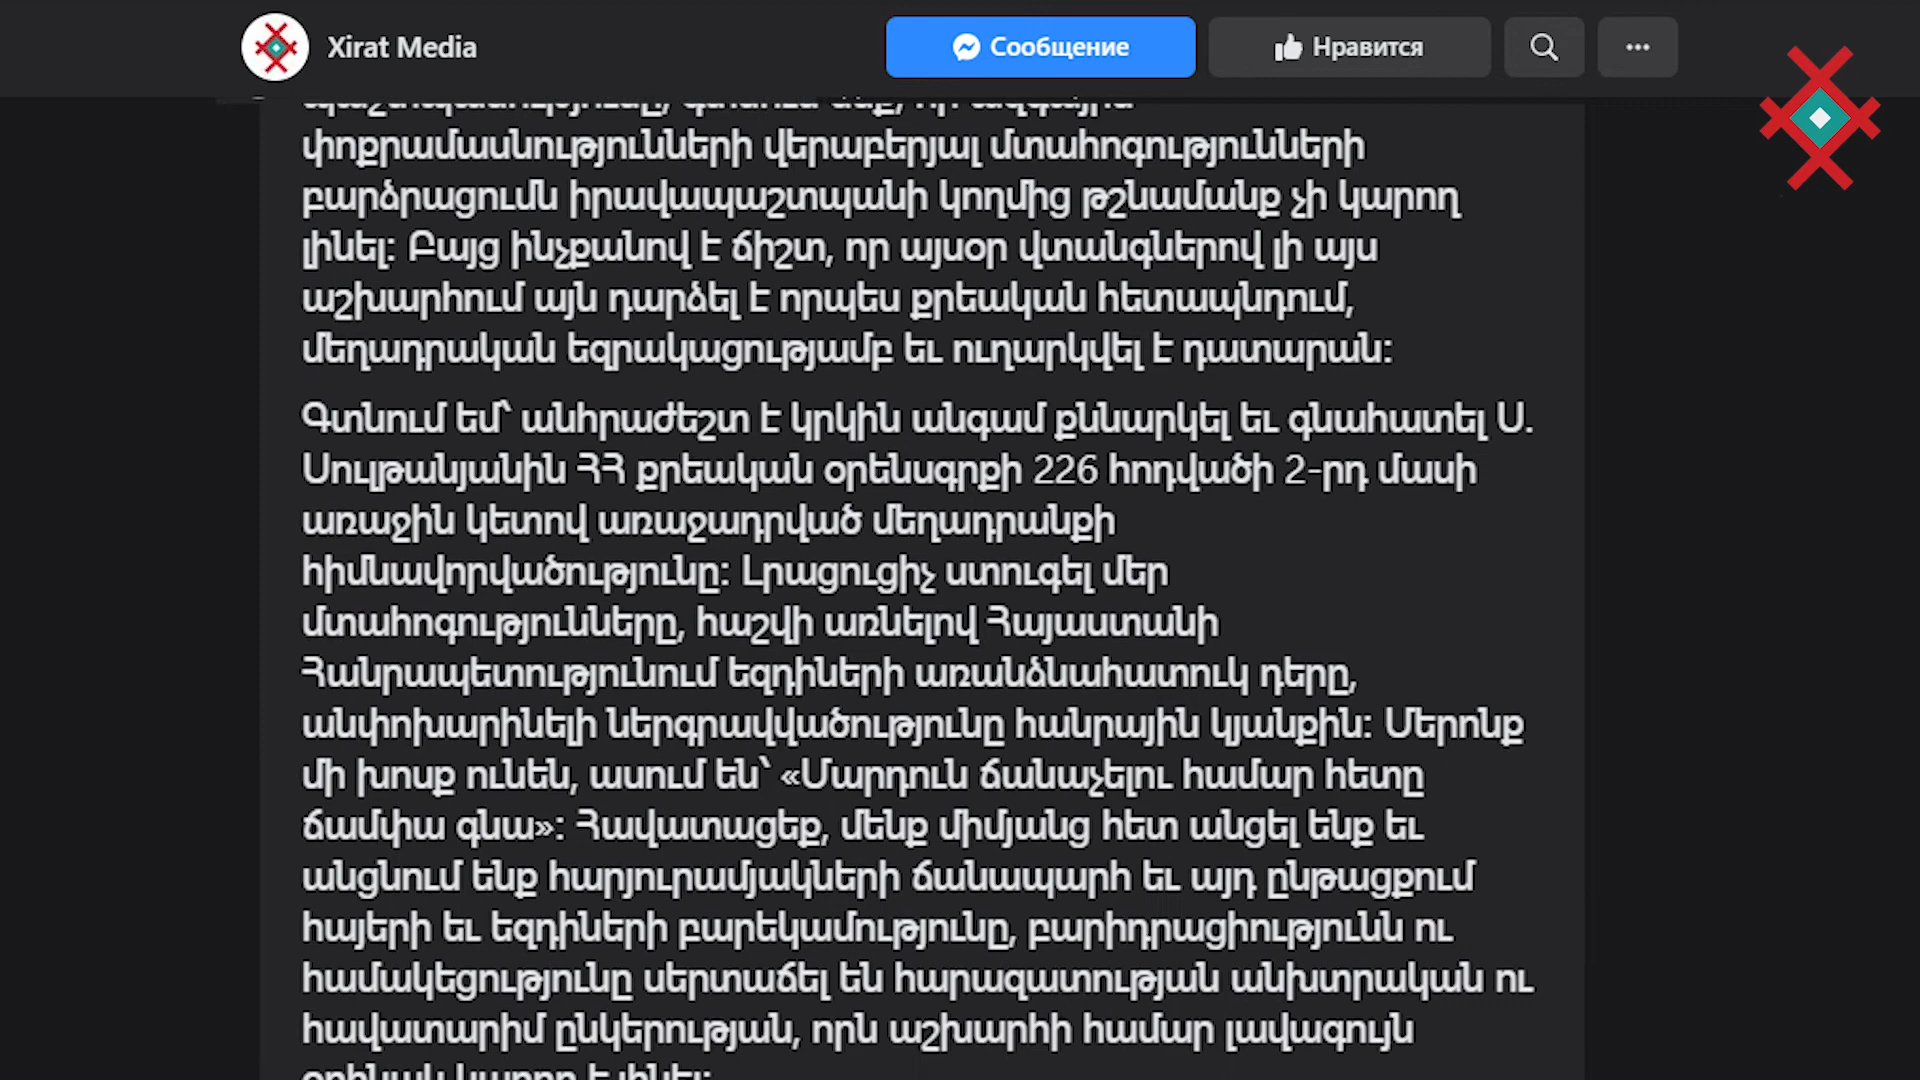 Xirat Media
Сообщение
Нравится
փոքրամասնությունների վերաբերյալ մտահոգությունների
բարձրացումն իրավապաշտպանի կողմից թշնամանք չի կարող
լինել: Բայց ինչքանով է ճիշտ, որ այսօր վտանգներով լի այս
աշխարհում այն դարձել է որպես քրեական հետապնդում,
մեղադրական եզրակացությամբ եւ ուղարկվել է դատարան:
Գտնում եմ՝ անհրաժեշտ է կրկին անգամ քննարկել եւ գնահատել Ս.
Սուլթանյանին ՀՀ քրեական օրենսգրքի 226 հոդվածի 2-րդ մասի
առաջին կետով առաջադրված մեղադրանքի
հիմնավորվածությունը: Լրացուցիչ ստուգել մեր
մտահոգությունները, հաշվի առնելով Հայաստանի
Հանրապետությունում եզդիների առանձնահատուկ դերը,
անփոխարինելի ներգրավվածությունը հանրային կյանքին: Մերոնք
մի խոսք ունեն, ասում են՝ «Մարդուն ճանաչելու համար հետը
ճամփա գնա»: Հավատացեք, մենք միմյանց հետ անցել ենք եւ
անցնում ենք հարյուրամյակների ճանապարհ եւ այդ ընթացքում
հայերի եւ եզդիների բարեկամությունը, բարիդրացիությունն ու
համակեցությունը սերտաճել են հարազատության անխտրական ու
հավատարիմ ընկերության, որն աշխարհի համար լավագույն